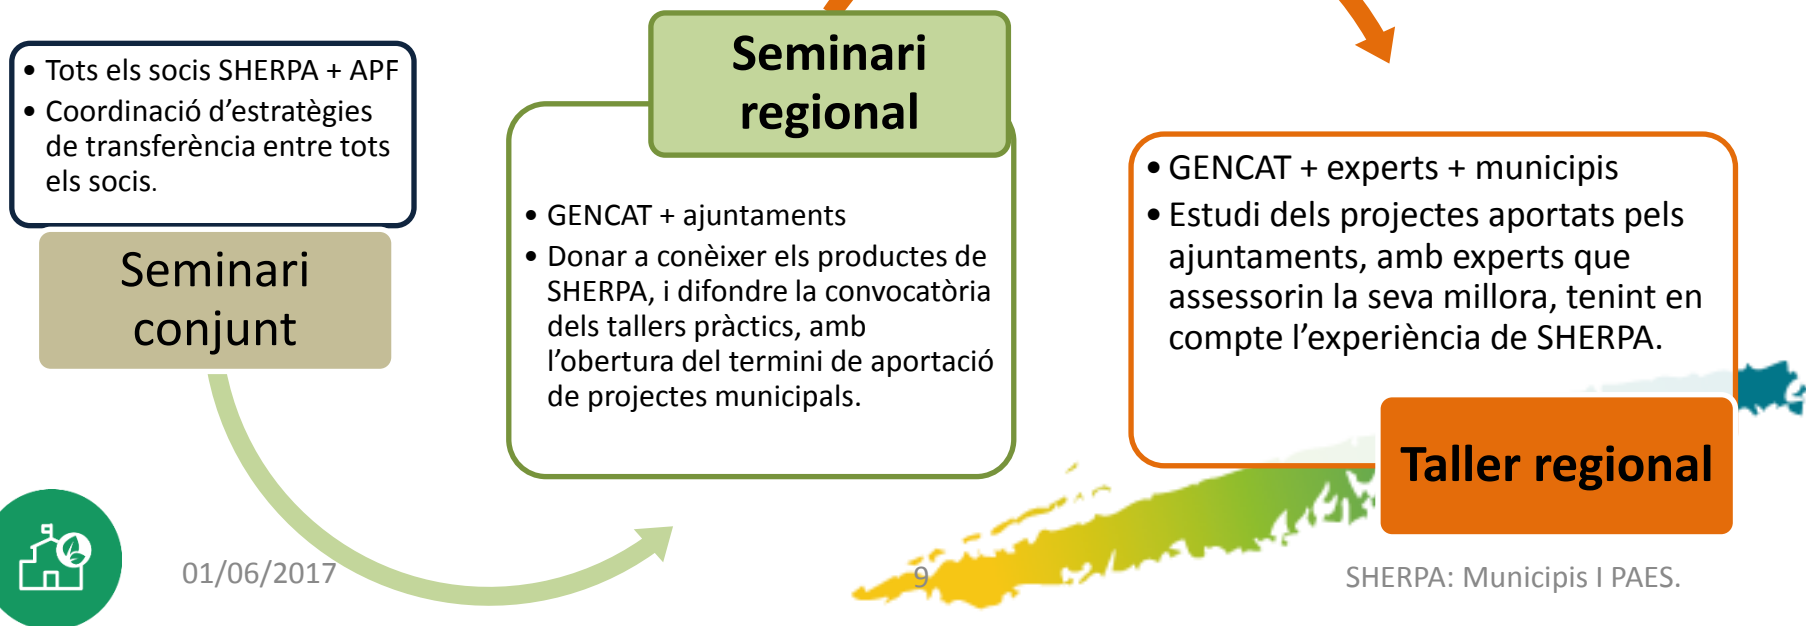 • Tots els socis SHERPA + APF
• Coordinació d’estratègies
de transferència entre tots
els socis.
Seminari
conjunt
Seminari
regional
• GENCAT + ajuntaments
• Donar a conèixer els productes de
SHERPA, i difondre la convocatòria
dels tallers pràctics, amb
l’obertura del termini de aportació
de projectes municipals.
• GENCAT + experts + municipis
• Estudi dels projectes aportats pels
ajuntaments, amb experts que
assessorin la seva millora, tenint en
compte l’experiència de SHERPA.
Taller regional
01/06/2017
9
SHERPA: Municipis I PAES.